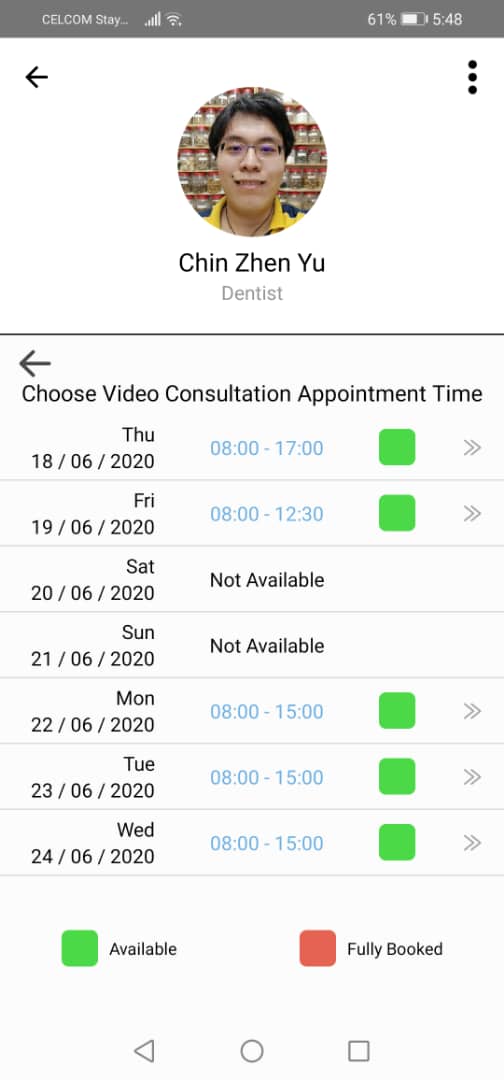 CELCOM Stay... 61% 5:48
Chin Zhen Yu
Dentist
Choose Video Consultation Appointment Time
Thu
18 / 06 / 2020 08:00 - 17:00
Fri
19 / 06 / 2020 08:00 - 12:30
Sat
20 / 06 / 2020 Not Available
Sun
21 / 06 / 2020 Not Available
Mon
22 / 06 / 2020 08:00 - 15:00
Tue
23 / 06 / 2020 08:00 - 15:00
Wed
24 / 06 / 2020 08:00 - 15:00
Available Fully Booked